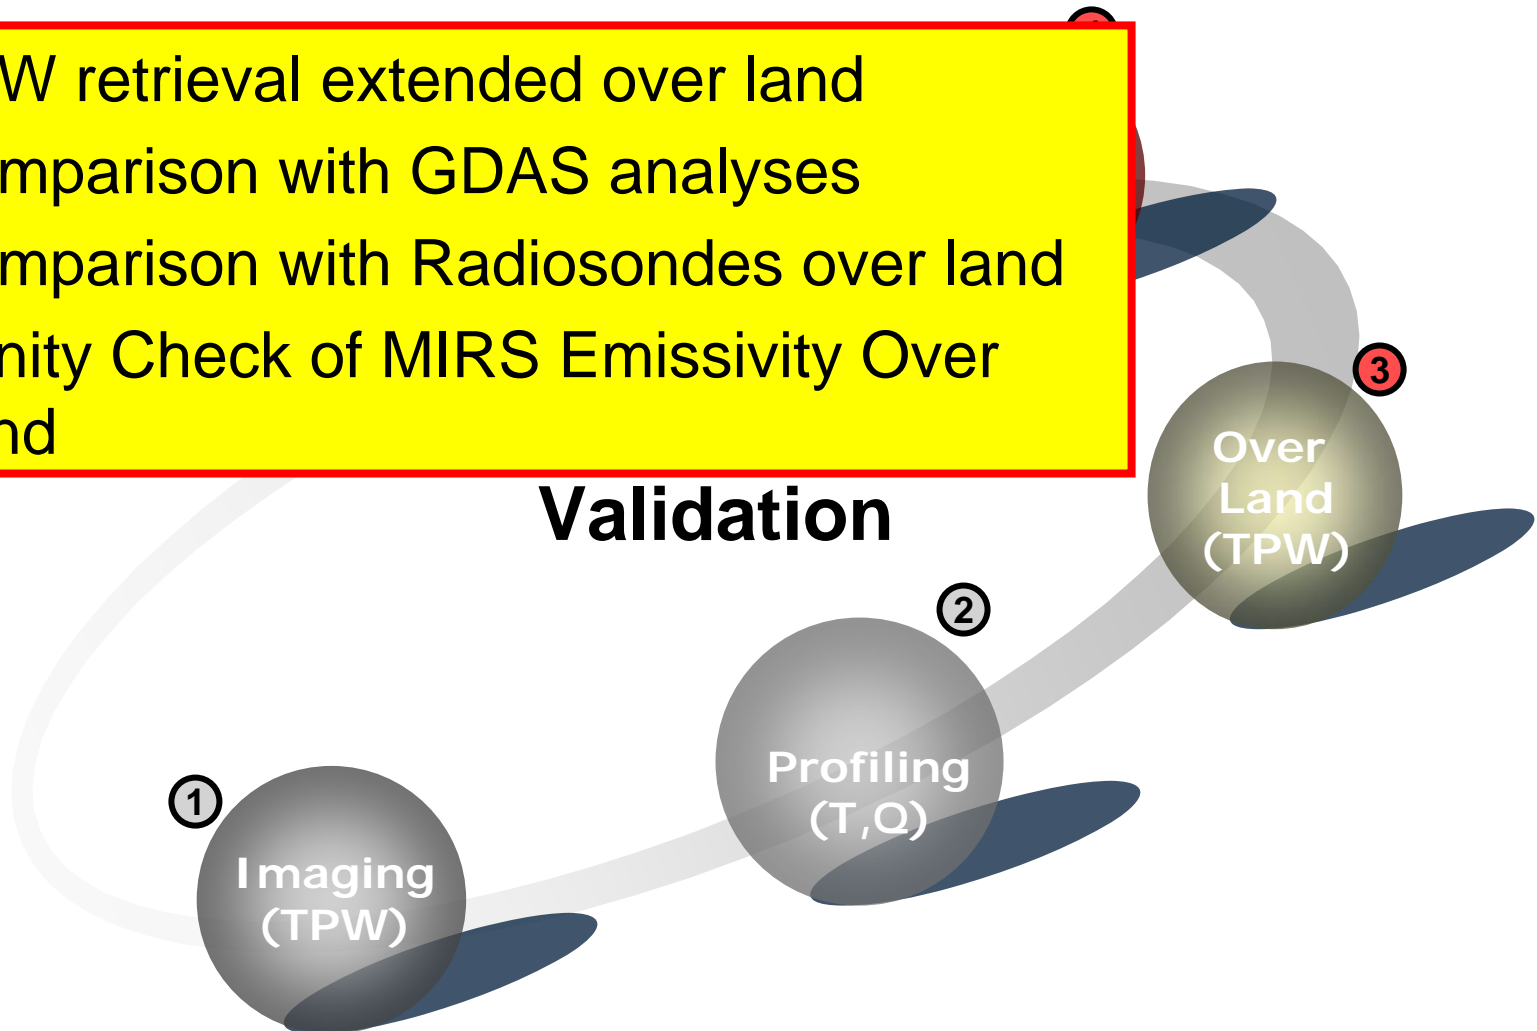 W retrieval extended over land
mparison with GDAS analyses
mparison with Radiosondes over land
nity Check of MIRS Emissivity Over
nd
Validation
3
Over
Land
(TPW)
2
Profiling
(T,Q)
1
Imaging
(TPW)